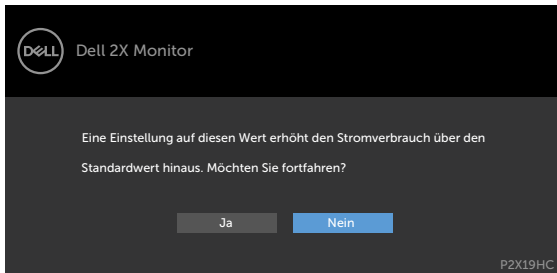 DELL
Dell 2X Monitor
Eine Einstellung auf diesen Wert erhöht den Stromverbrauch über den
Standardwert hinaus. Möchten Sie fortfahren?
Ja
Nein
P2X19HC